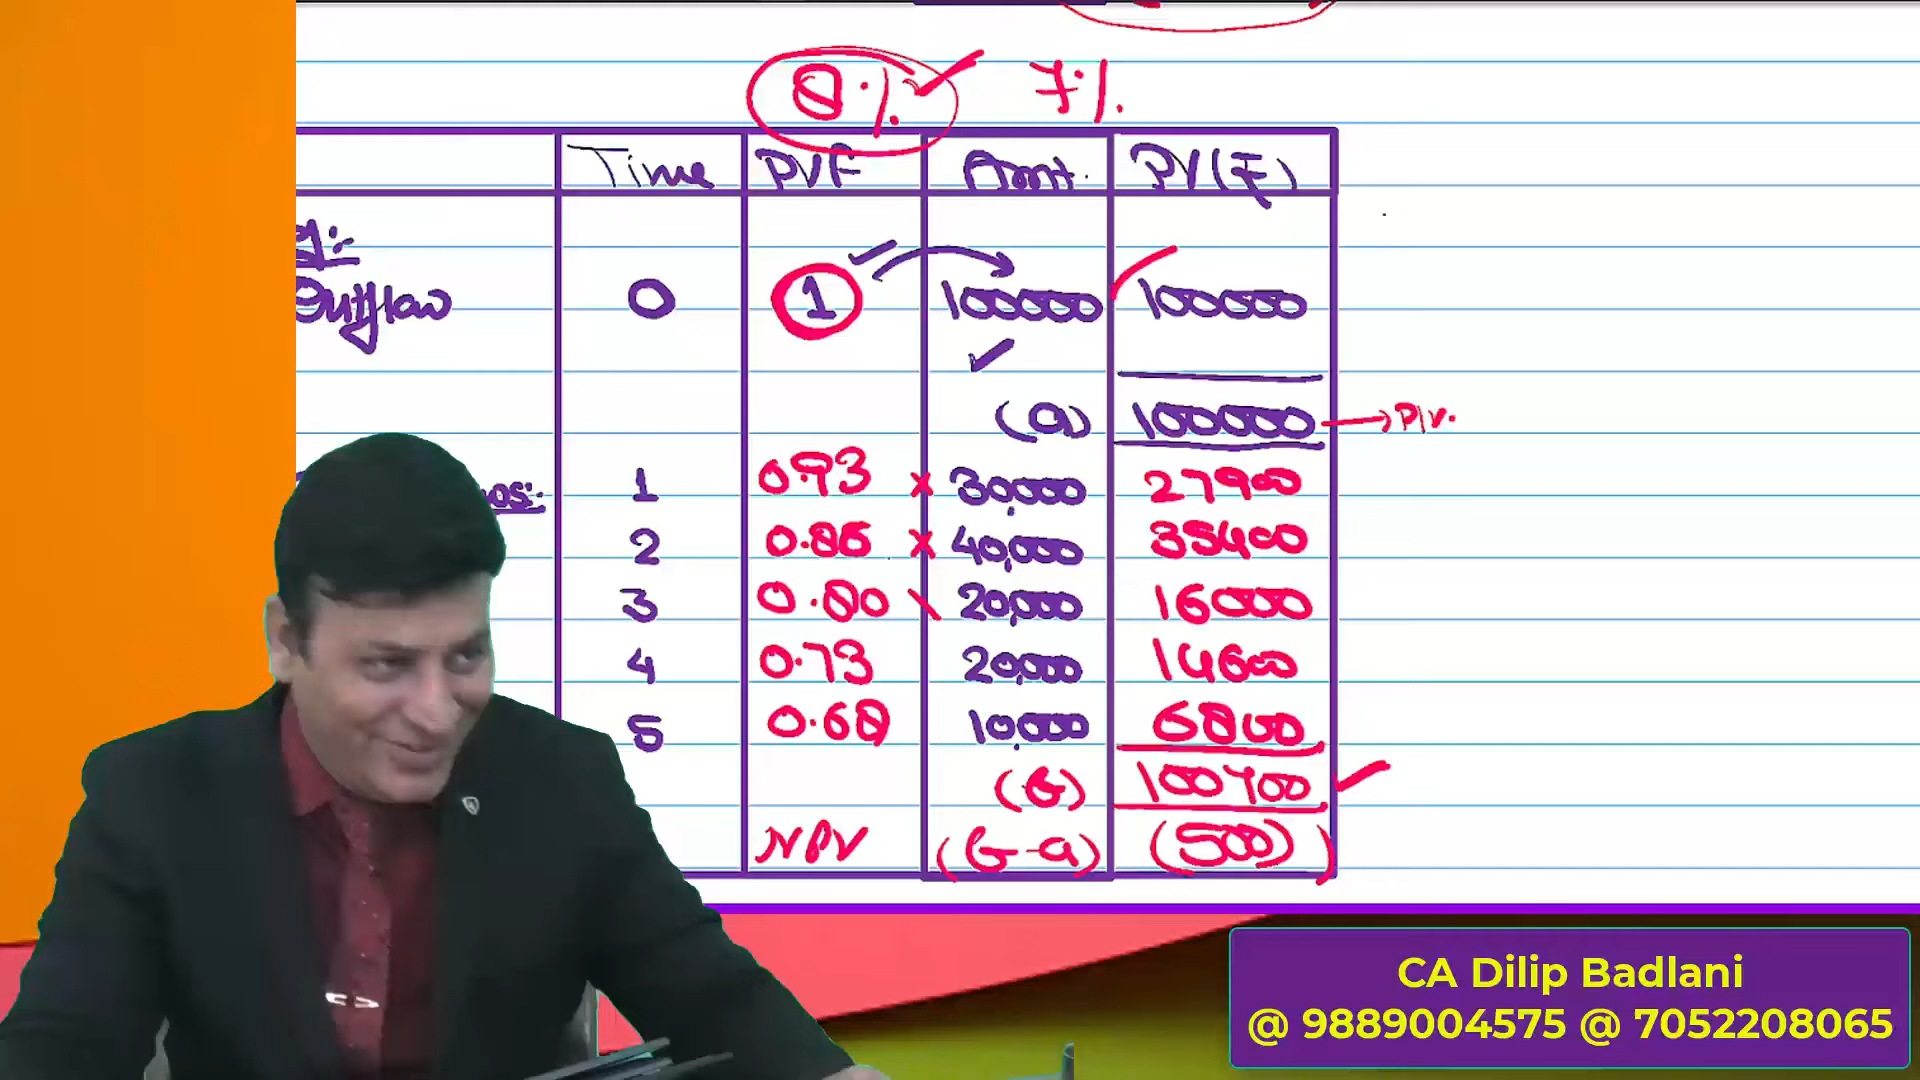 8·/. 7·/.
Time PVF Amt. PV(₹)
Outflow 0 1 100000 100000
(a) 100000 → P/v.
1 0.93 × 30,000 27900
2 0.86 × 40,000
3 0.80 \ 20,000 16000
4 0.73 20,000 14600
5 0.68 10,000 6800
(b)
NPV (b-a) (500)
CA Dilip Badlani
@ 9889004575 @ 7052208065